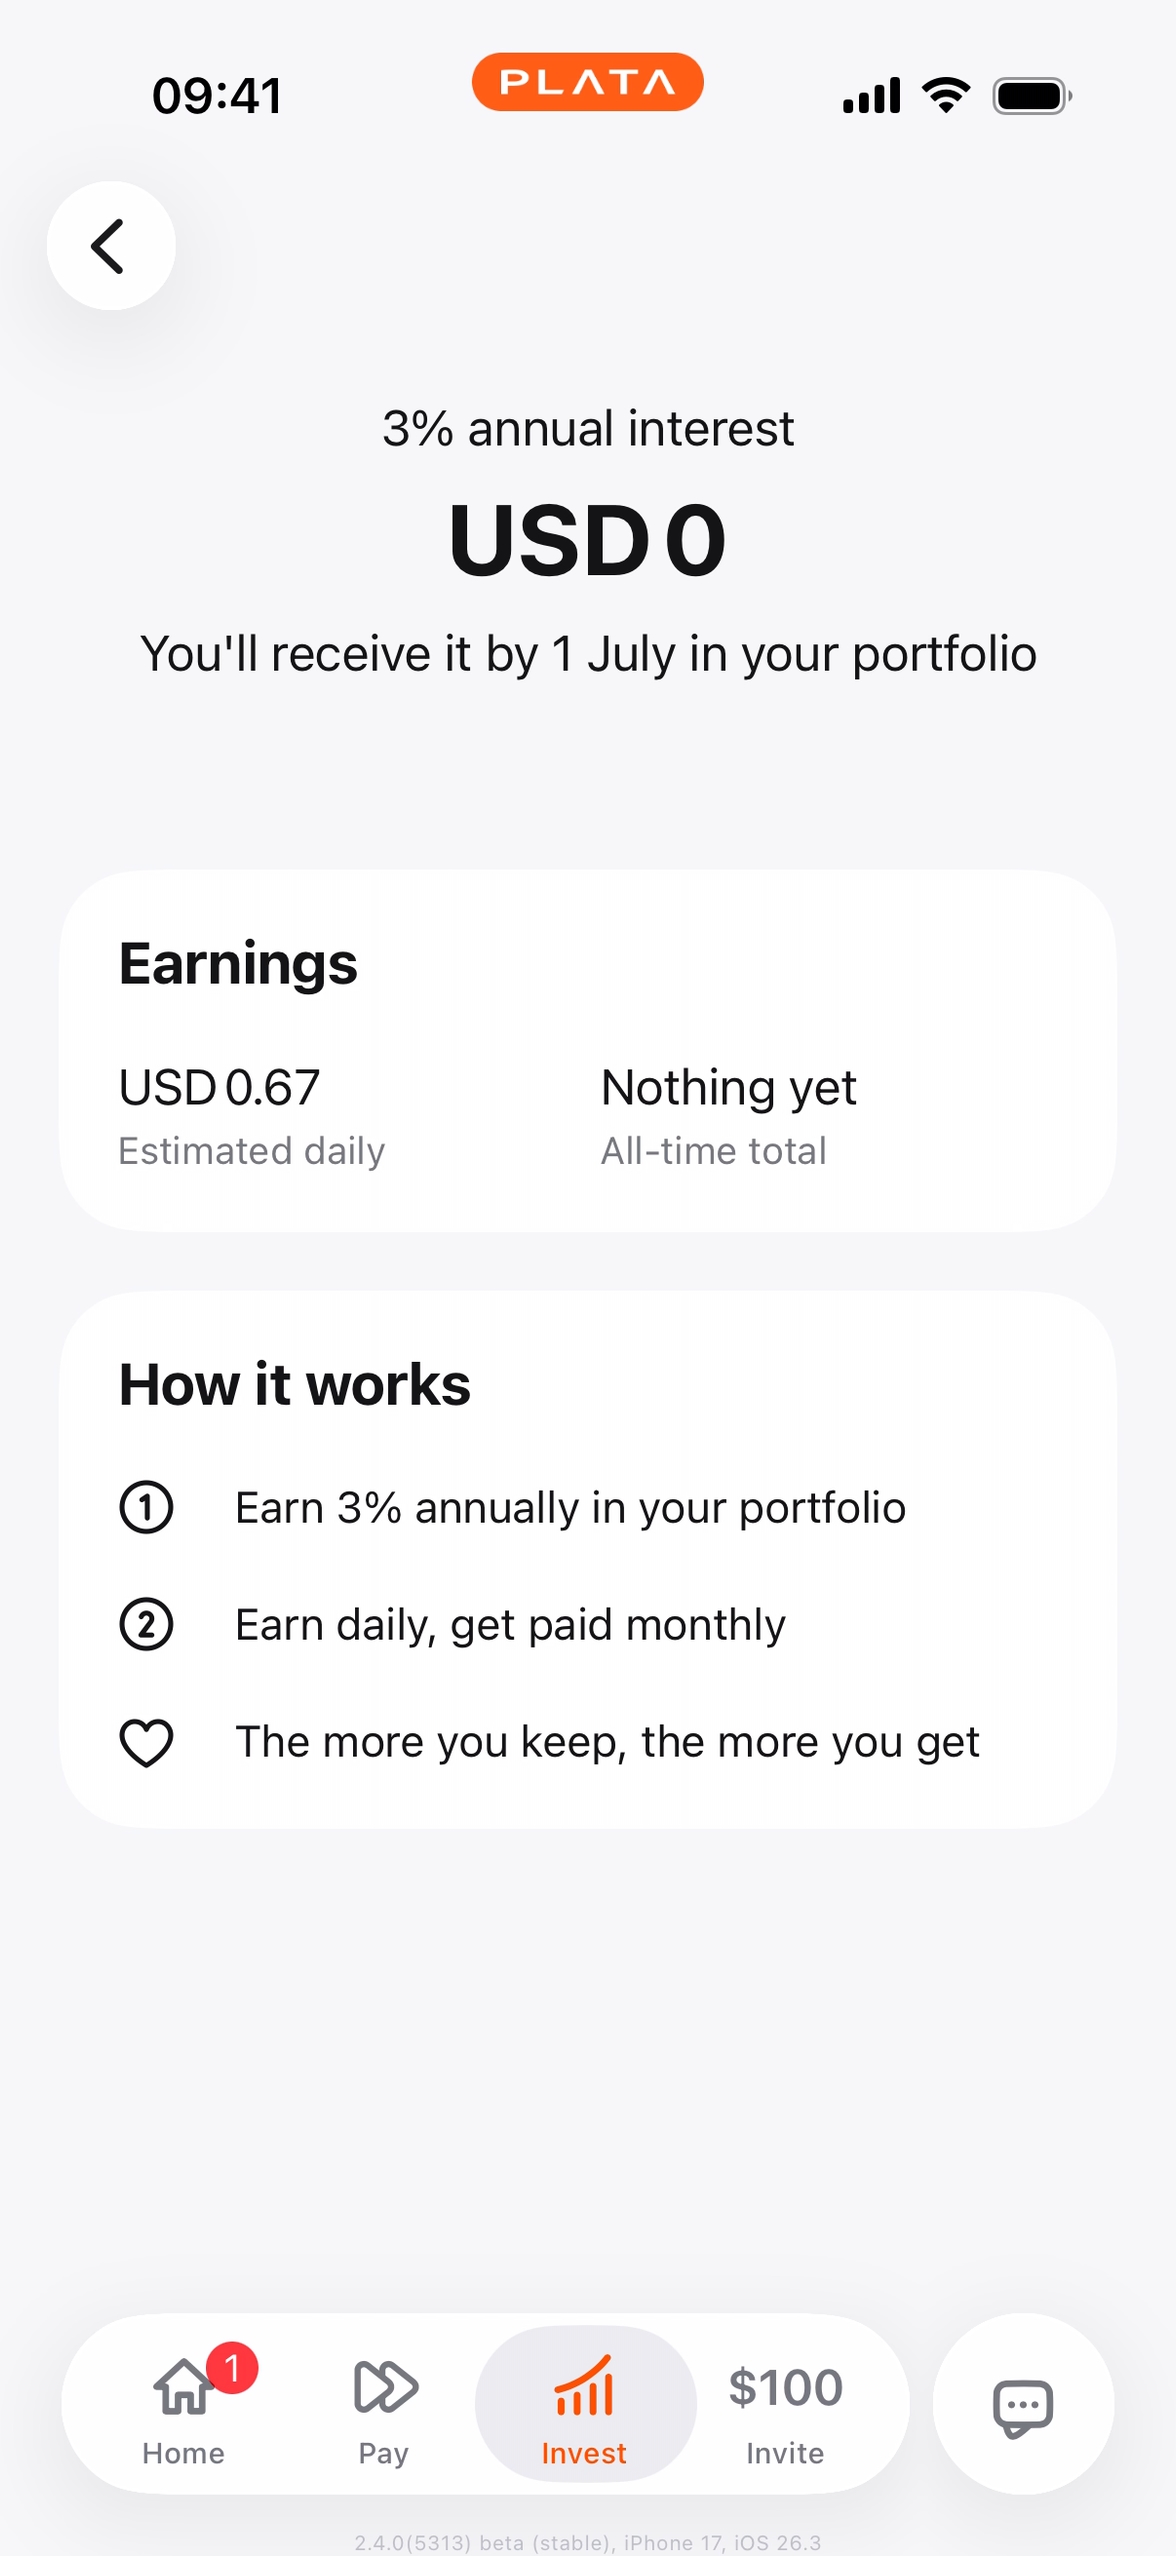 09:41
PLATA
3% annual interest
USD 0
You'll receive it by 1 July in your portfolio
Earnings
USD 0.67
Nothing yet
Estimated daily
All-time total
How it works
1 Earn 3% annually in your portfolio
2 Earn daily, get paid monthly
The more you keep, the more you get
1
$100
Home
Pay
Invest
Invite
2.4.0(5313) beta (stable), iPhone 17, iOS 26.3